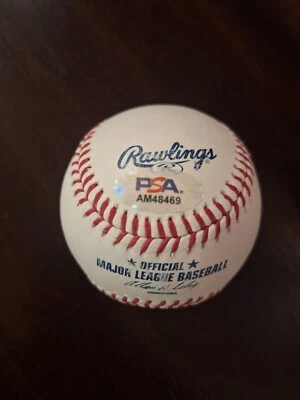 Rawlings
PSA
AM48469
★ OFFICIAL ★
MAJOR LEAGUE BASEBALL